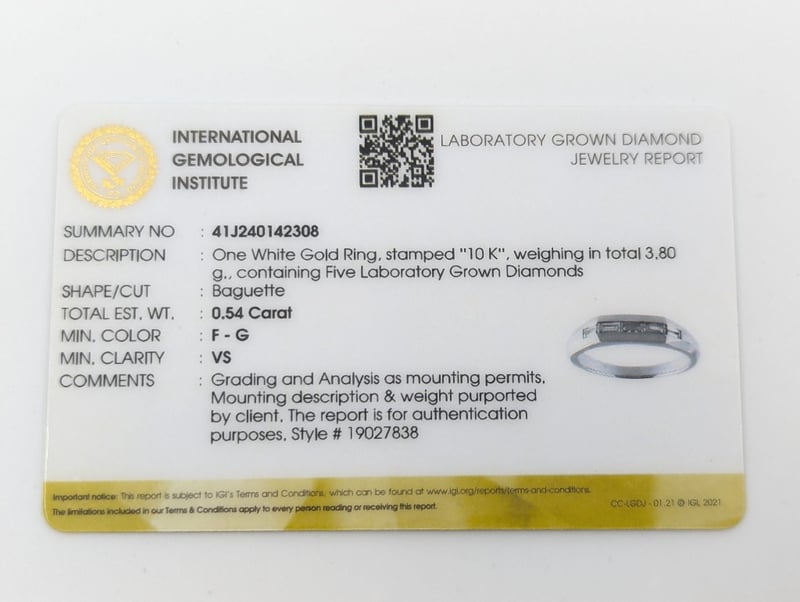 INTERNATIONAL
GEMOLOGICAL
INSTITUTE
LABORATORY GROWN DIAMOND
JEWELRY REPORT
SUMMARY NO : 41J240142308
DESCRIPTION : One White Gold Ring, stamped "10 K", weighing in total 3.80
g,, containing Five Laboratory Grown Diamonds
SHAPE/CUT : Baguette
TOTAL EST. WT. : 0.54 Carat
MIN. COLOR : F - G
MIN. CLARITY : VS
COMMENTS : Grading and Analysis as mounting permits.
Mounting description & weight purported
by client. The report is for authentication
purposes. Style # 19027838
Important notice: This report is subject to IGI's Terms and Conditions, which can be found at www.igi.org/reports/terms-and-conditions.
The limitations included in our Terms & Conditions apply to every person reading or receiving this report.
CC-LGDJ - 01.21 © IGI, 2021